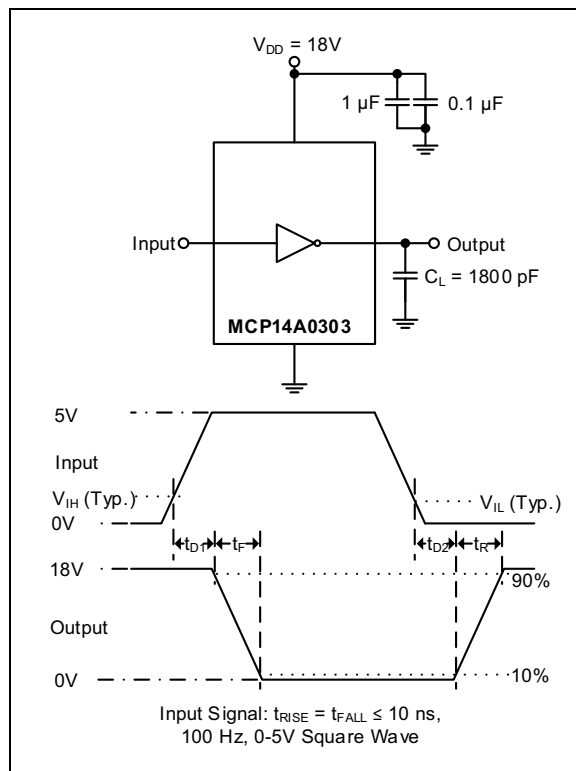 V_DD = 18V
1 µF
0.1 µF
Input
Output
C_L = 1800 pF
MCP14A0303
5V
Input
V_IH (Typ.)
V_IL (Typ.)
0V
t_D1
t_F
t_D2
t_R
18V
90%
Output
0V
10%
Input Signal: t_RISE = t_FALL ≤ 10 ns,
100 Hz, 0-5V Square Wave